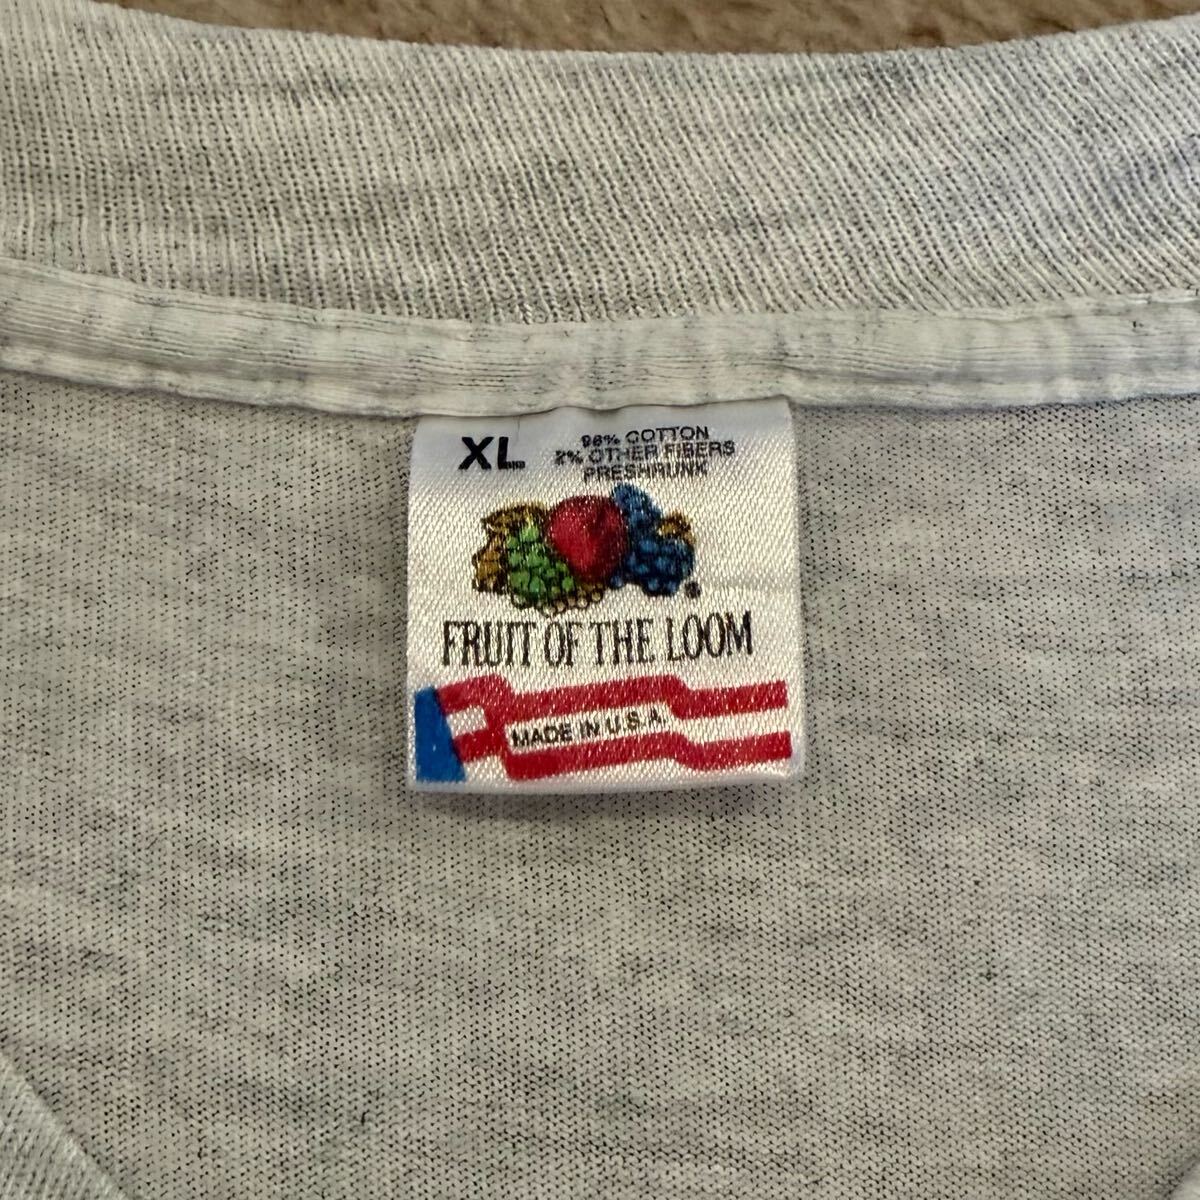 XL
98% COTTON
2% OTHER FIBERS
PRESHRUNK
®
FRUIT OF THE LOOM
MADE IN U.S.A.